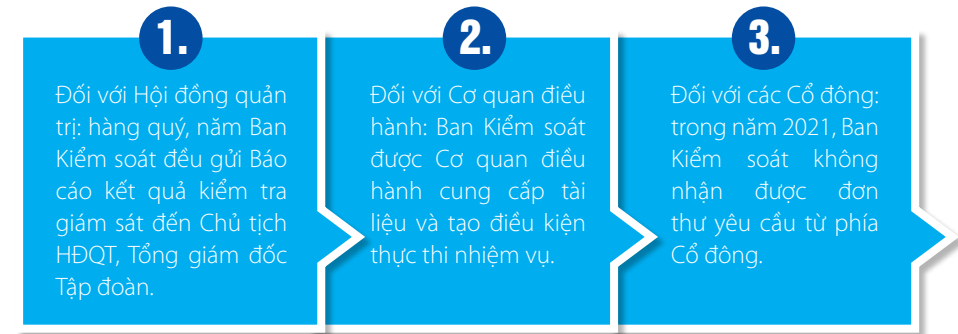 1.
Đối với Hội đồng quản
trị: hàng quý, năm Ban
Kiểm soát đều gửi Báo
cáo kết quả kiểm tra
giám sát đến Chủ tịch
HĐQT, Tổng giám đốc
Tập đoàn.
2.
Đối với Cơ quan điều
hành: Ban Kiểm soát
được Cơ quan điều
hành cung cấp tài
liệu và tạo điều kiện
thực thi nhiệm vụ.
3.
Đối với các Cổ đông:
trong năm 2021, Ban
Kiểm soát không
nhận được đơn
thư yêu cầu từ phía
Cổ đông.